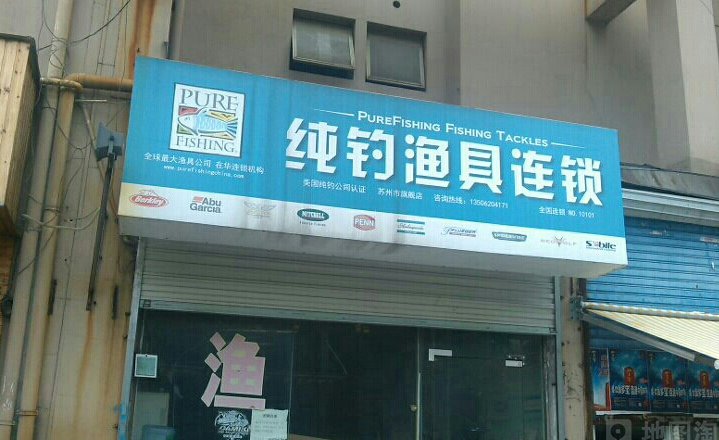 PURE
FISHING
全球最大渔具公司 在华连锁机构
www.purefishingchina.com
PUREFISHING FISHING TACKLES
纯钓渔具连锁
美国纯钓公司认证 苏州市旗舰店 咨询热线：13506204171 全国连锁 NO.10101
Berkley
Abu
Garcia
MITCHELL
PENN
渔